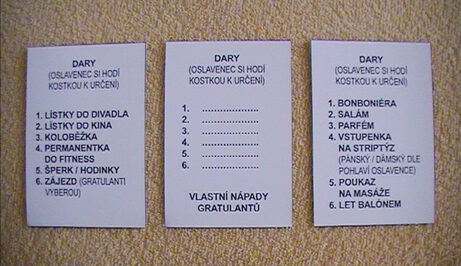 DARY
(OSLAVENEC SI HODÍ
KOSTKOU K URČENÍ)
1. LÍSTKY DO DIVADLA
2. LÍSTKY DO KINA
3. KOLOBĚŽKA
4. PERMANENTKA
DO FITNESS
5. ŠPERK / HODINKY
6. ZÁJEZD (GRATULANTI
VYBEROU)
DARY
(OSLAVENEC SI HODÍ
KOSTKOU K URČENÍ)
1. .....................
2. .....................
3. .....................
4. .....................
5. .....................
6. .....................
VLASTNÍ NÁPADY
GRATULANTŮ
DARY
(OSLAVENEC SI HODÍ
KOSTKOU K URČENÍ)
1. BONBONIÉRA
2. SALÁM
3. PARFÉM
4. VSTUPENKA
NA STRIPTÝZ
(PÁNSKÝ / DÁMSKÝ DLE
POHLAVÍ OSLAVENCE)
5. POUKAZ
NA MASÁŽE
6. LET BALÓNEM